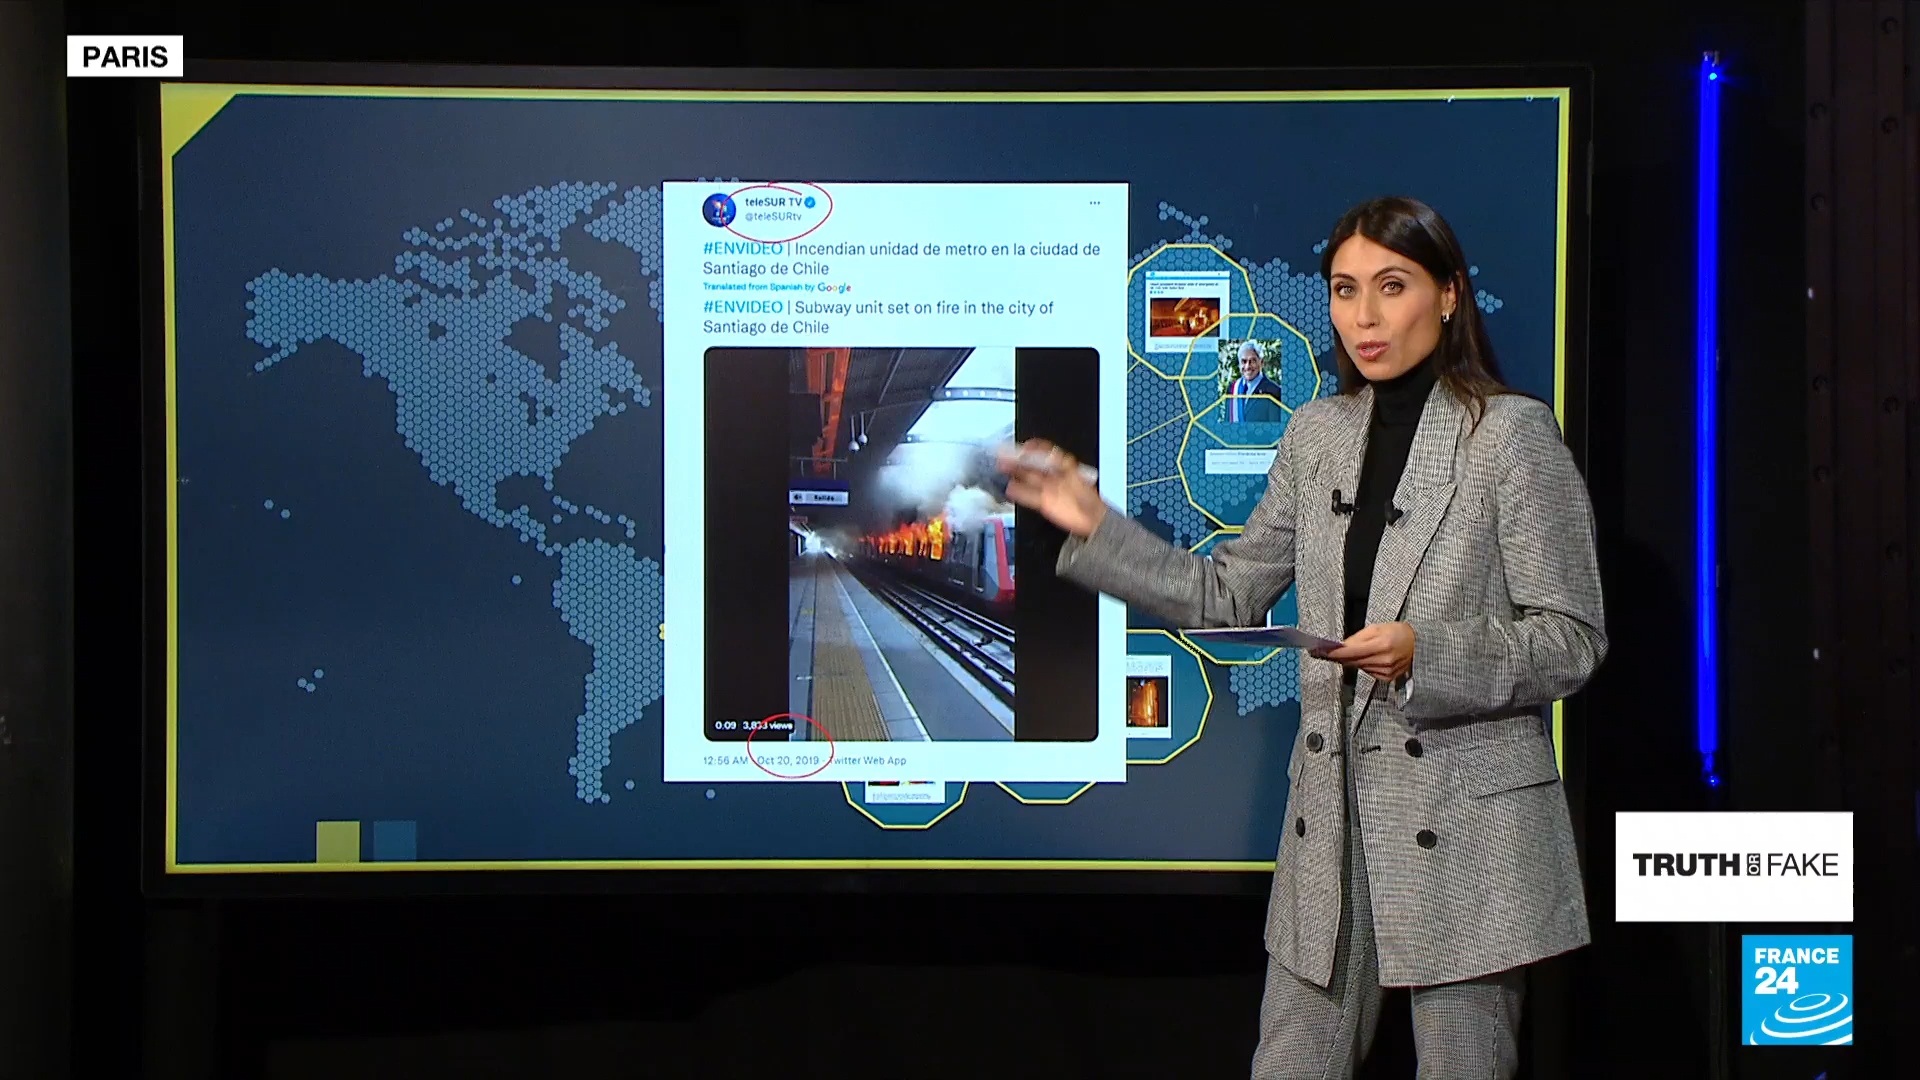 PARIS
teleSUR TV
@teleSURtv
#ENVIDEO | Incendian unidad de metro en la ciudad de
Santiago de Chile
Translated from Spanish by Google
#ENVIDEO | Subway unit set on fire in the city of
Santiago de Chile
Salida
0:09 views
12:56 AM · Oct 20, 2019 · Twitter Web App
TRUTH OR FAKE
FRANCE
24